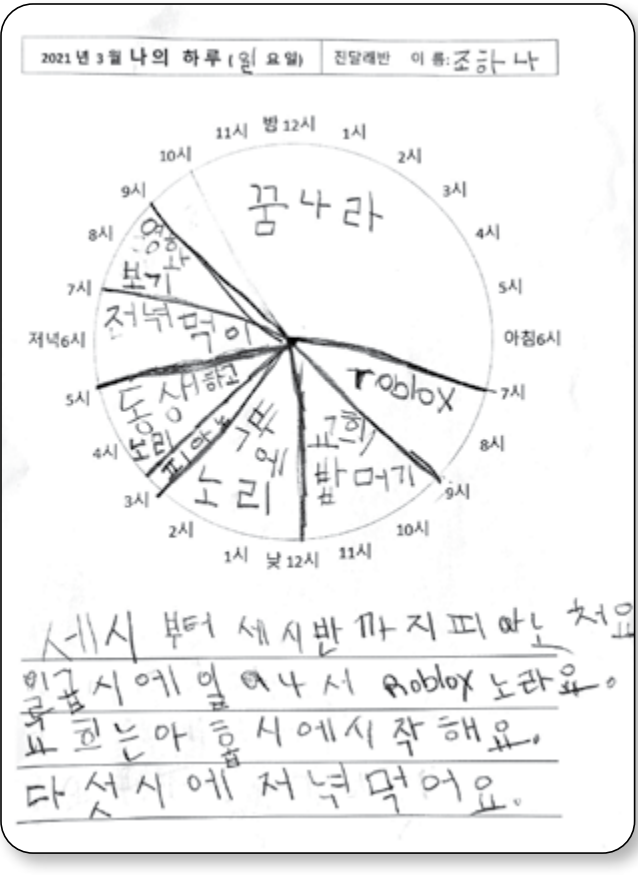 2021년 3월 나의 하루 (일 요일) 진달레반 이 름: 조하나
밤 12시
1시
2시
3시
4시
5시
아침6시
7시
8시
9시
10시
11시
낮 12시
1시
2시
3시
4시
5시
저녁6시
7시
8시
9시
10시
11시
꿈나라
roblox
교회/
밥 머기
노리
피아노
동생하고
노리
저녁 먹이
영화
보기
세시 부터 세시반 까지 피아노 처요
일곱시에 일어나서 Roblox 노라요.
교회는 아홉시에 시작해요.
다섯시에 저녁 먹어요.